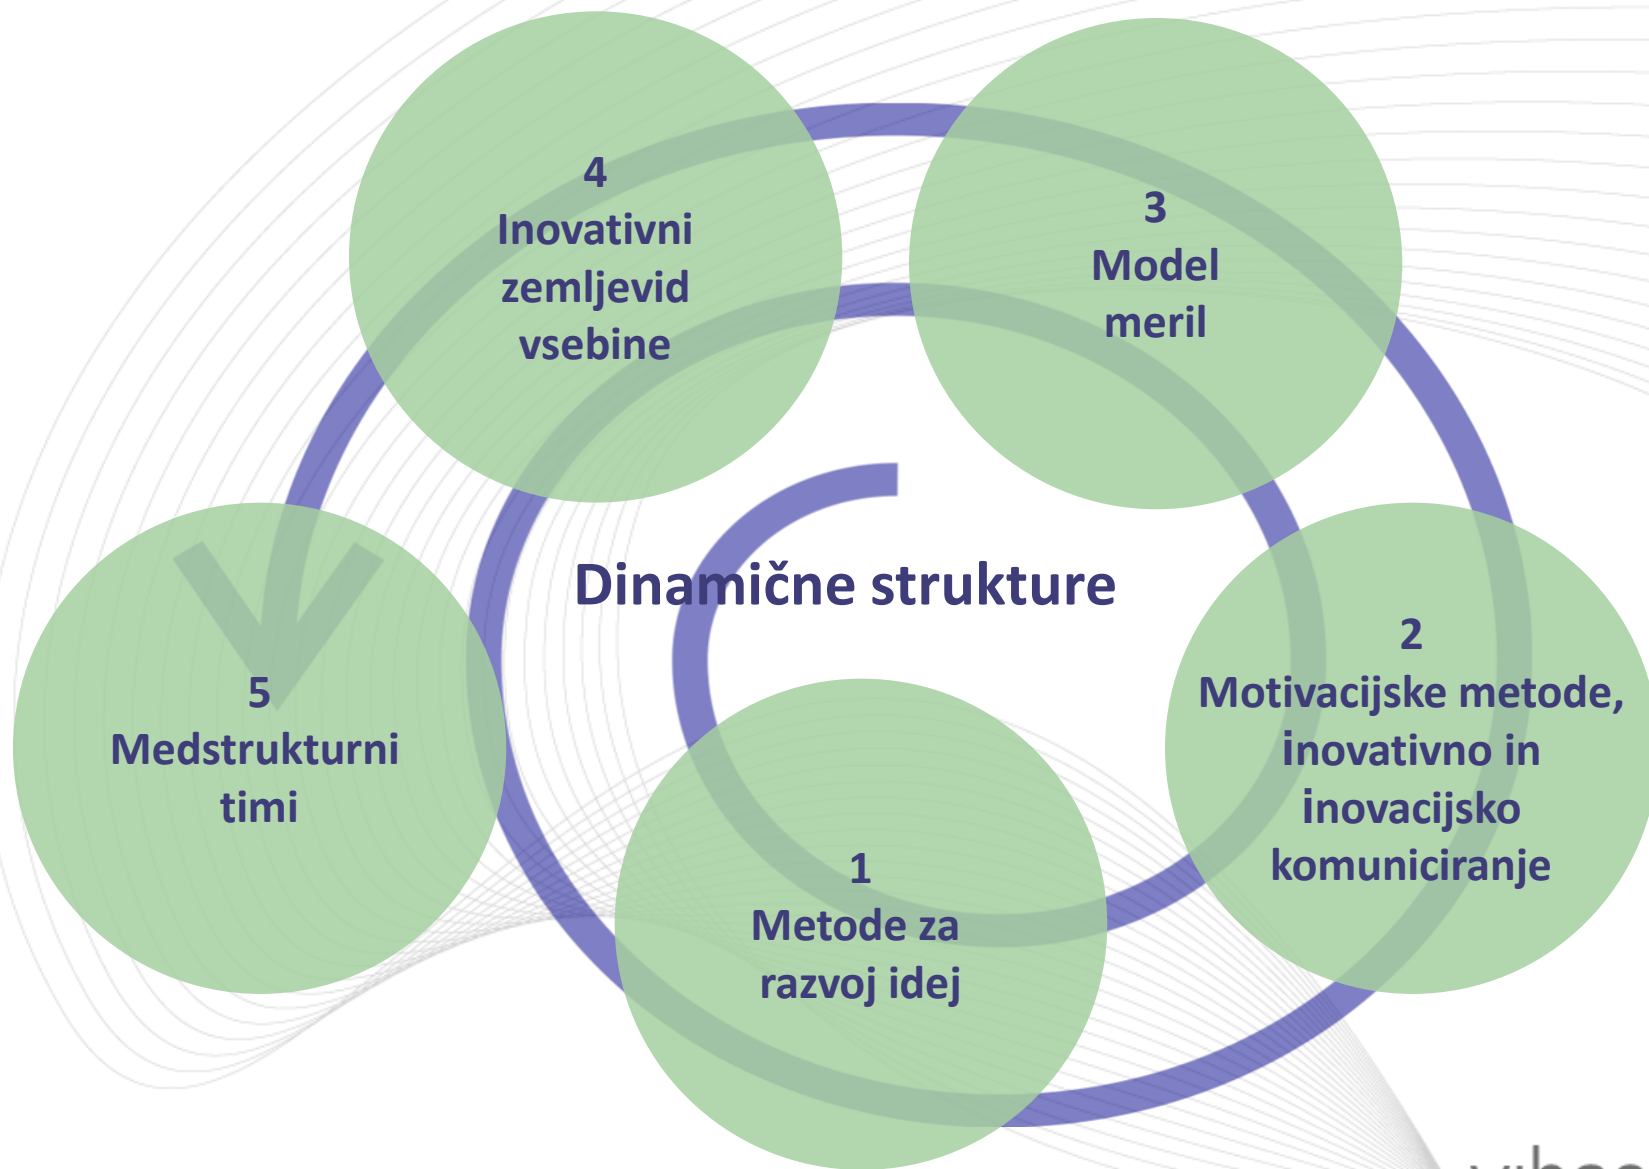 4
Inovativni
zemljevid
vsebine
3
Model
meril
Dinamične strukture
5
Medstrukturni
timi
2
Motivacijske metode,
inovativno in
inovacijsko
komuniciranje
1
Metode za
razvoj idej